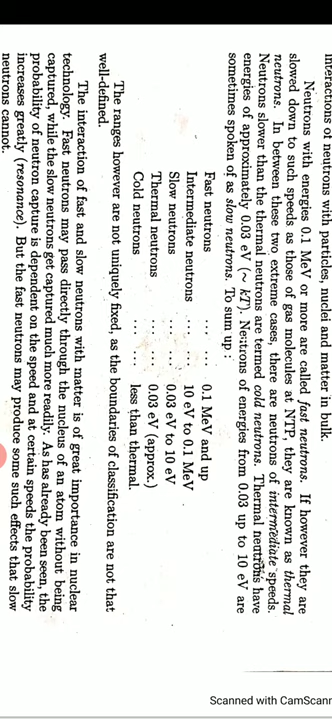 interactions of neutrons with particles, nuclei and matter in bulk.
Neutrons with energies 0.1 MeV or more are called fast neutrons. If however they are
slowed down to such speeds as those of gas molecules at NTP, they are known as thermal
neutrons. In between these two extreme cases, there are neutrons of intermediate speeds.
Neutrons slower than the thermal neutrons are termed cold neutrons. Thermal neutrons have
energies of approximately 0.03 eV (~ kT). Neutrons of energies from 0.03 up to 10 eV are
sometimes spoken of as slow neutrons. To sum up :
Fast neutrons .... ... 0.1 MeV and up
Intermediate neutrons .... ... 10 eV to 0.1 MeV
Slow neutrons .... ... 0.03 eV to 10 eV
Thermal neutrons .... ... 0.03 eV (approx.)
Cold neutrons .... ... less than thermal.
The ranges however are not uniquely fixed, as the boundaries of classification are not that
well-defined.
The interaction of fast and slow neutrons with matter is of great importance in nuclear
technology. Fast neutrons may pass directly through the nucleus of an atom without being
captured, while the slow neutrons get captured much more readily. As has already been seen, the
probability of neutron capture is dependent on the speed and at certain speeds the probability
increases greatly (resonance). But the fast neutrons may produce some such effects that slow
neutrons cannot.
Scanned with CamScann